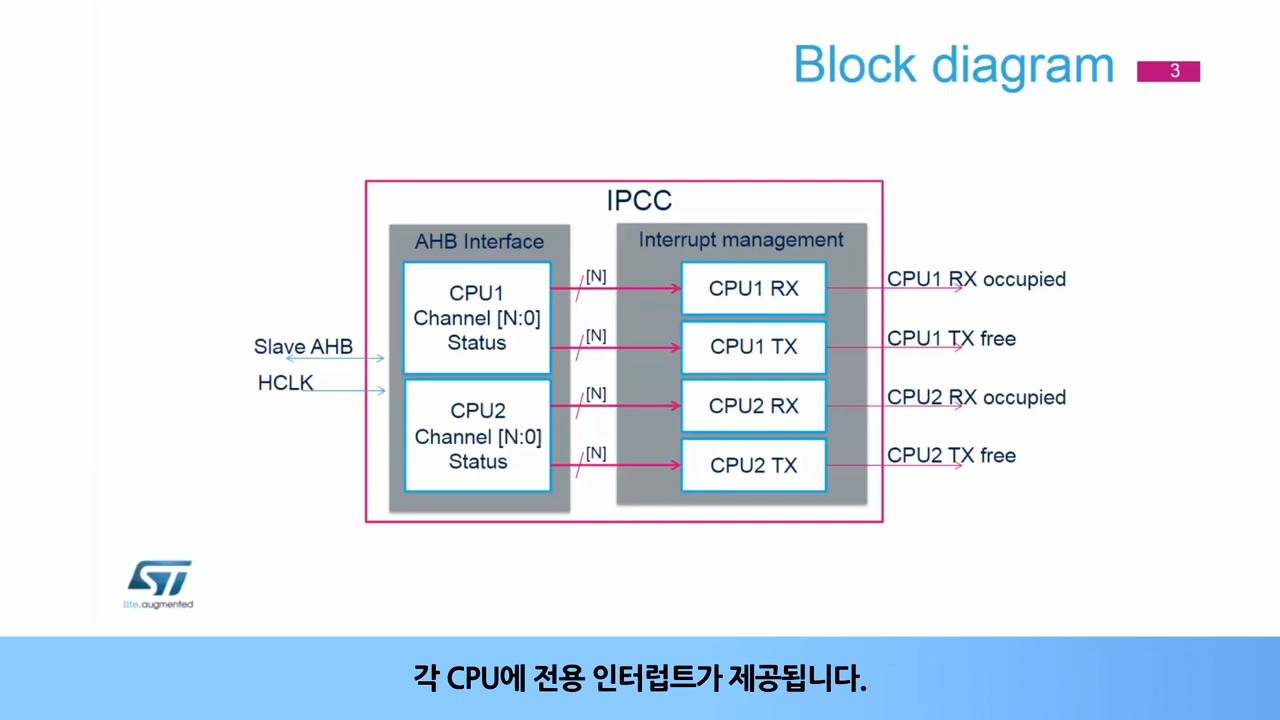 Block diagram
3
IPCC
AHB Interface
Interrupt management
CPU1
Channel [N:0]
Status
CPU2
Channel [N:0]
Status
Slave AHB
HCLK
[N]
[N]
[N]
[N]
CPU1 RX
CPU1 TX
CPU2 RX
CPU2 TX
CPU1 RX occupied
CPU1 TX free
CPU2 RX occupied
CPU2 TX free
ST
life.augmented
각 CPU에 전용 인터럽트가 제공됩니다.